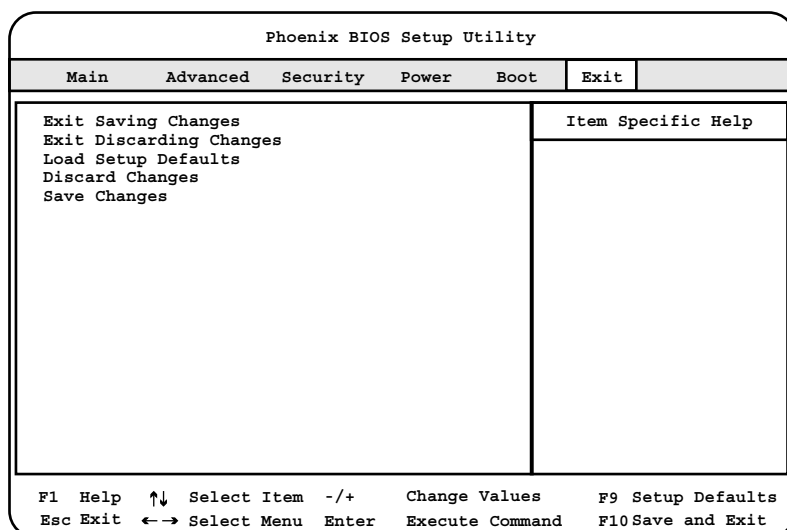 Phoenix BIOS Setup Utility
Main Advanced Security Power Boot Exit
Exit Saving Changes
Exit Discarding Changes
Load Setup Defaults
Discard Changes
Save Changes
Item Specific Help
F1 Help ↑↓ Select Item -/+ Change Values F9 Setup Defaults
Esc Exit ←→ Select Menu Enter Execute Command F10 Save and Exit